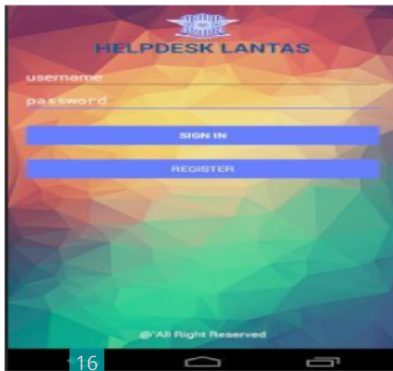 HELPDESK LANTAS
username
password
SIGN IN
REGISTER
@'All Right Reserved
16